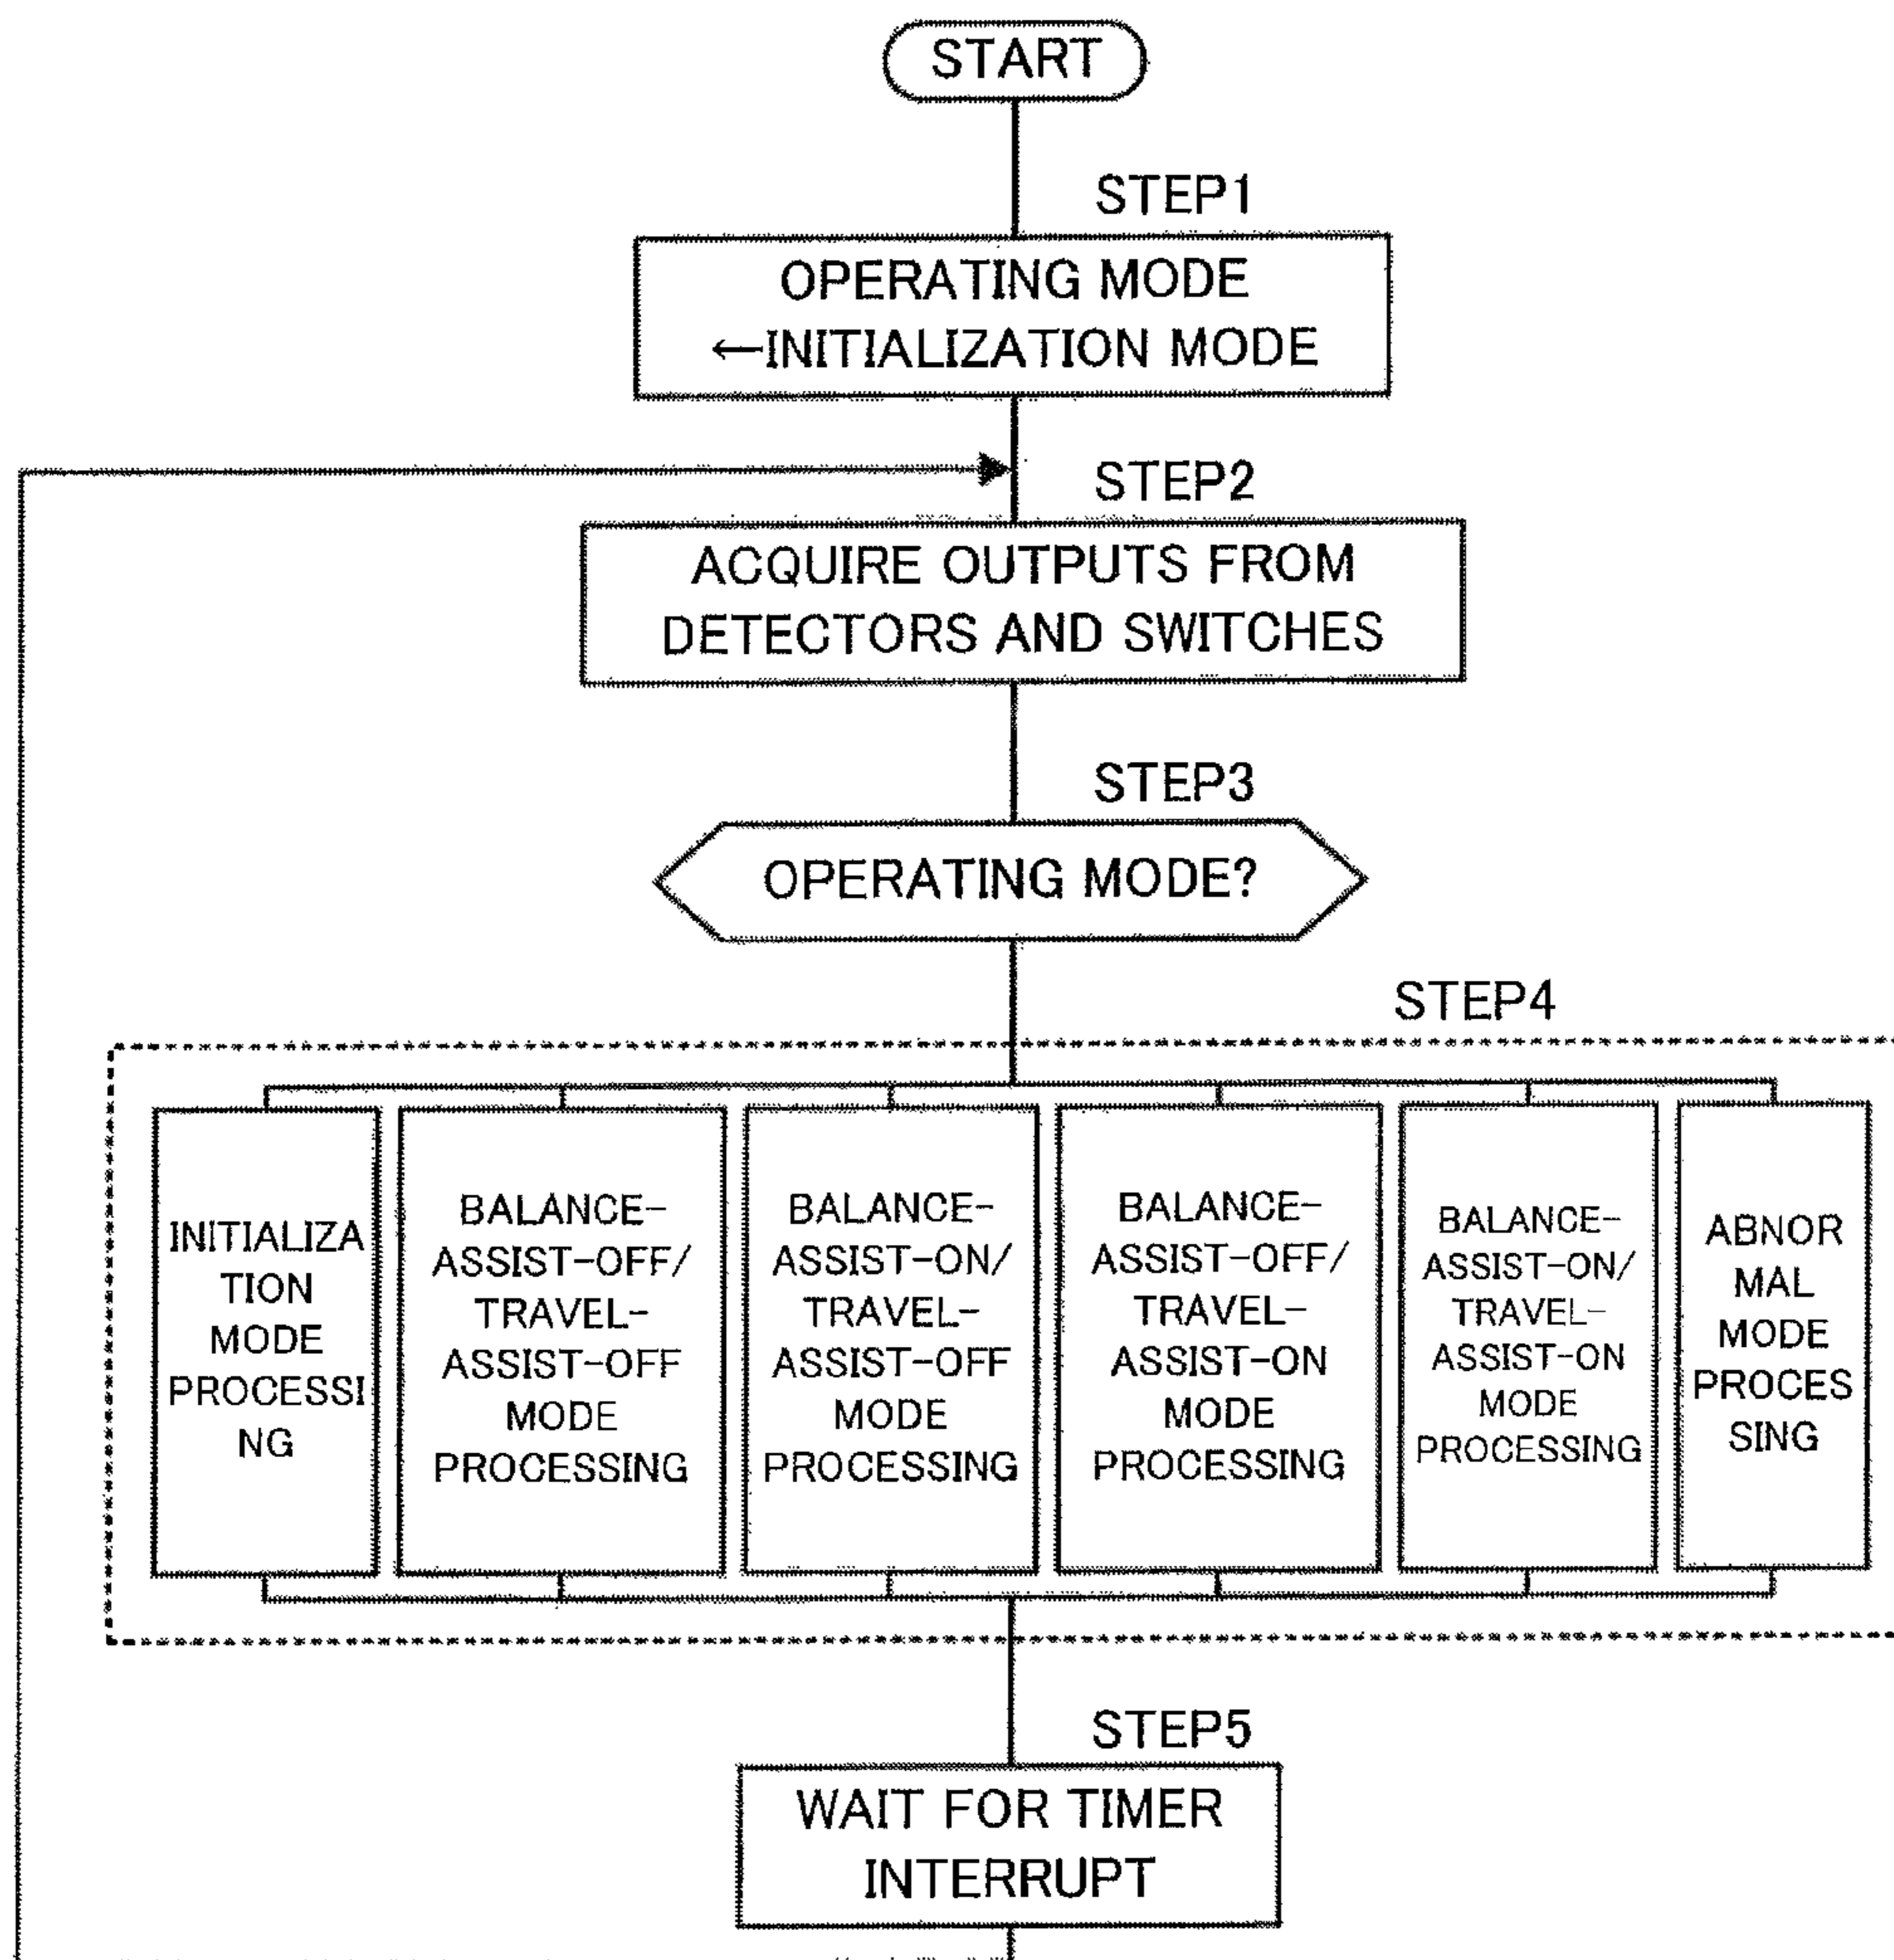 START
STEP1
OPERATING MODE
←INITIALIZATION MODE
STEP2
ACQUIRE OUTPUTS FROM
DETECTORS AND SWITCHES
STEP3
OPERATING MODE?
STEP4
INITIALIZA
TION
MODE
PROCESSI
NG
BALANCE-
ASSIST-OFF/
TRAVEL-
ASSIST-OFF
MODE
PROCESSING
BALANCE-
ASSIST-ON/
TRAVEL-
ASSIST-OFF
MODE
PROCESSING
BALANCE-
ASSIST-OFF/
TRAVEL-
ASSIST-ON
MODE
PROCESSING
BALANCE-
ASSIST-ON/
TRAVEL-
ASSIST-ON
MODE
PROCESSING
ABNOR
MAL
MODE
PROCES
SING
STEP5
WAIT FOR TIMER
INTERRUPT